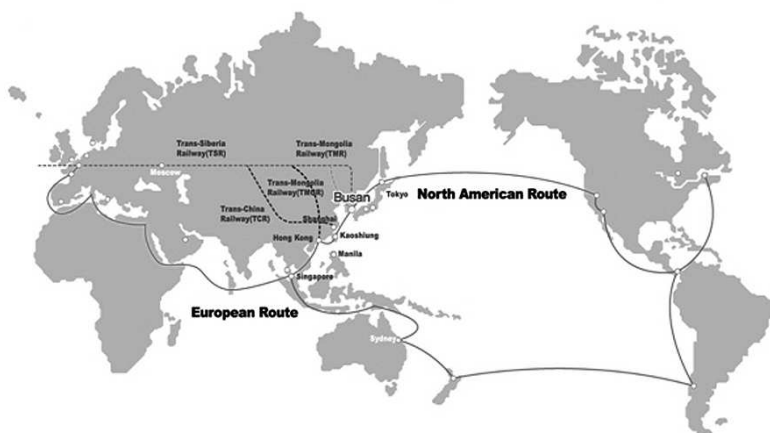 Trans-Siberia
Railway(TSR)
Trans-Mongolia
Railway(TMR)
Moscow
Trans-Mongolia
Railway(TMGR)
Busan
Tokyo
North American Route
Trans-China
Railway(TCR)
Shanghai
Kaoshiung
Hong Kong
Manila
Singapore
European Route
Sydney